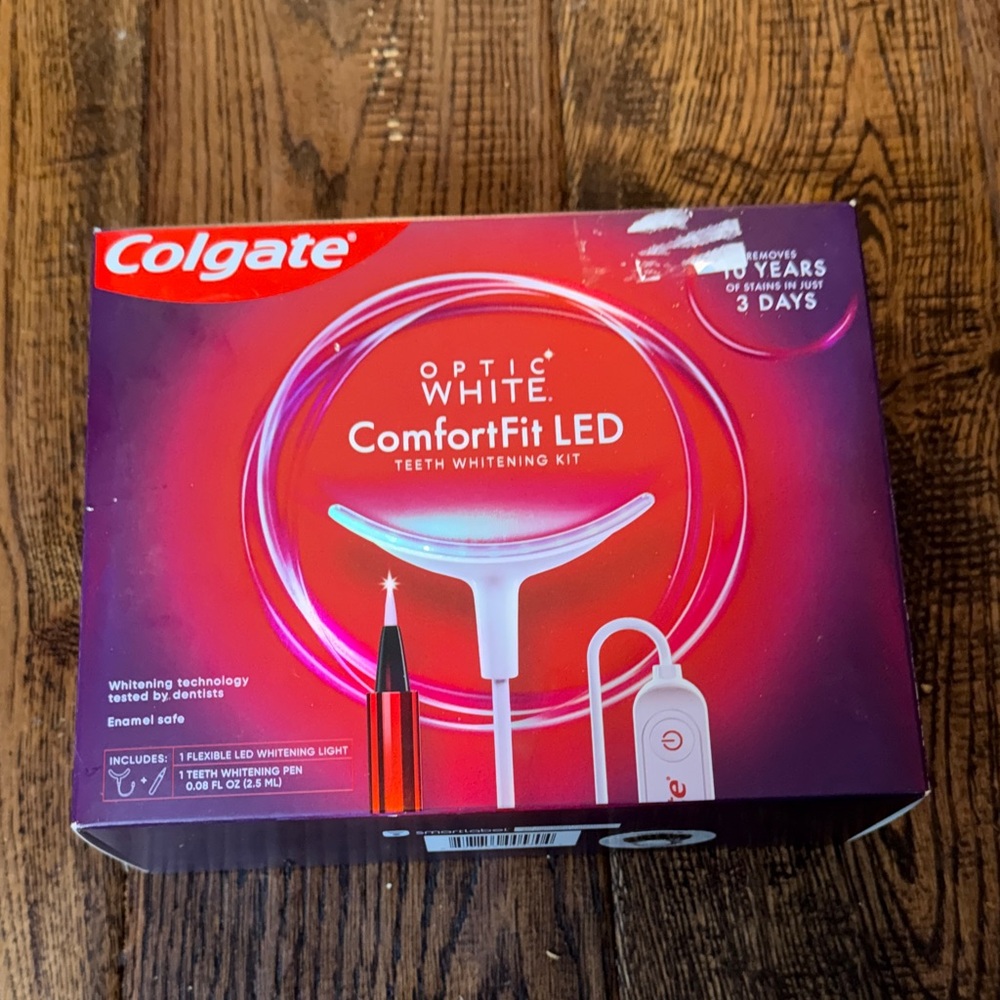 Colgate®
REMOVES
10 YEARS
OF STAINS IN JUST
3 DAYS
OPTIC
WHITE.
ComfortFit LED
TEETH WHITENING KIT
Whitening technology
tested by dentists
Enamel safe
INCLUDES:
1 FLEXIBLE LED WHITENING LIGHT
+
1 TEETH WHITENING PEN
0.08 FL OZ (2.5 ML)
smartlabel